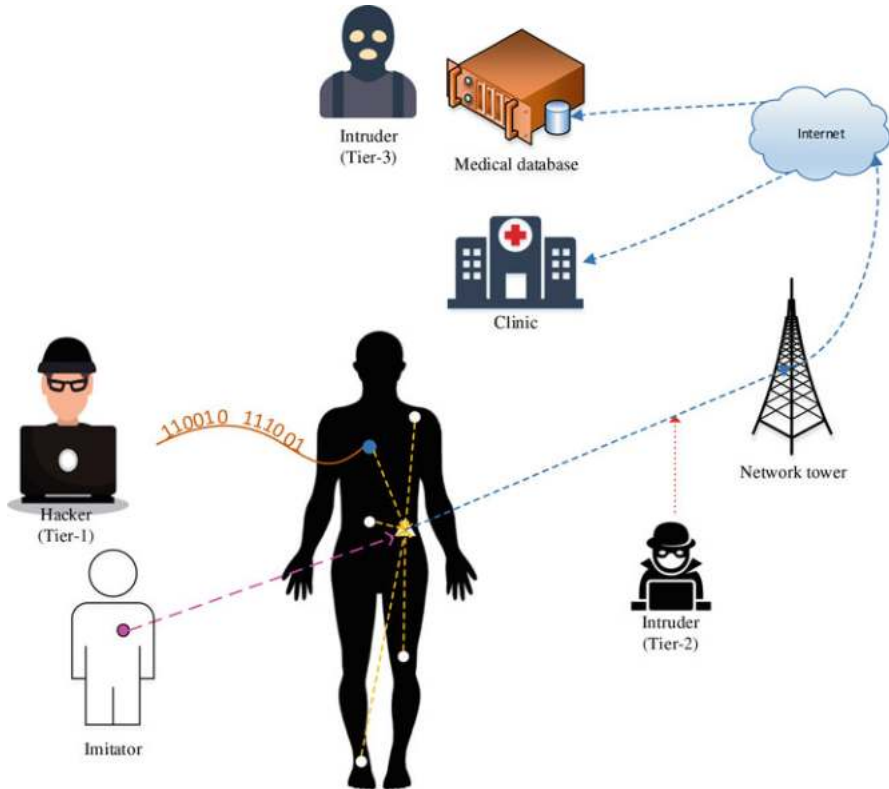 Intruder
(Tier-3)
Medical database
Internet
Clinic
110010 111001
Hacker
(Tier-1)
Network tower
Intruder
(Tier-2)
Imitator